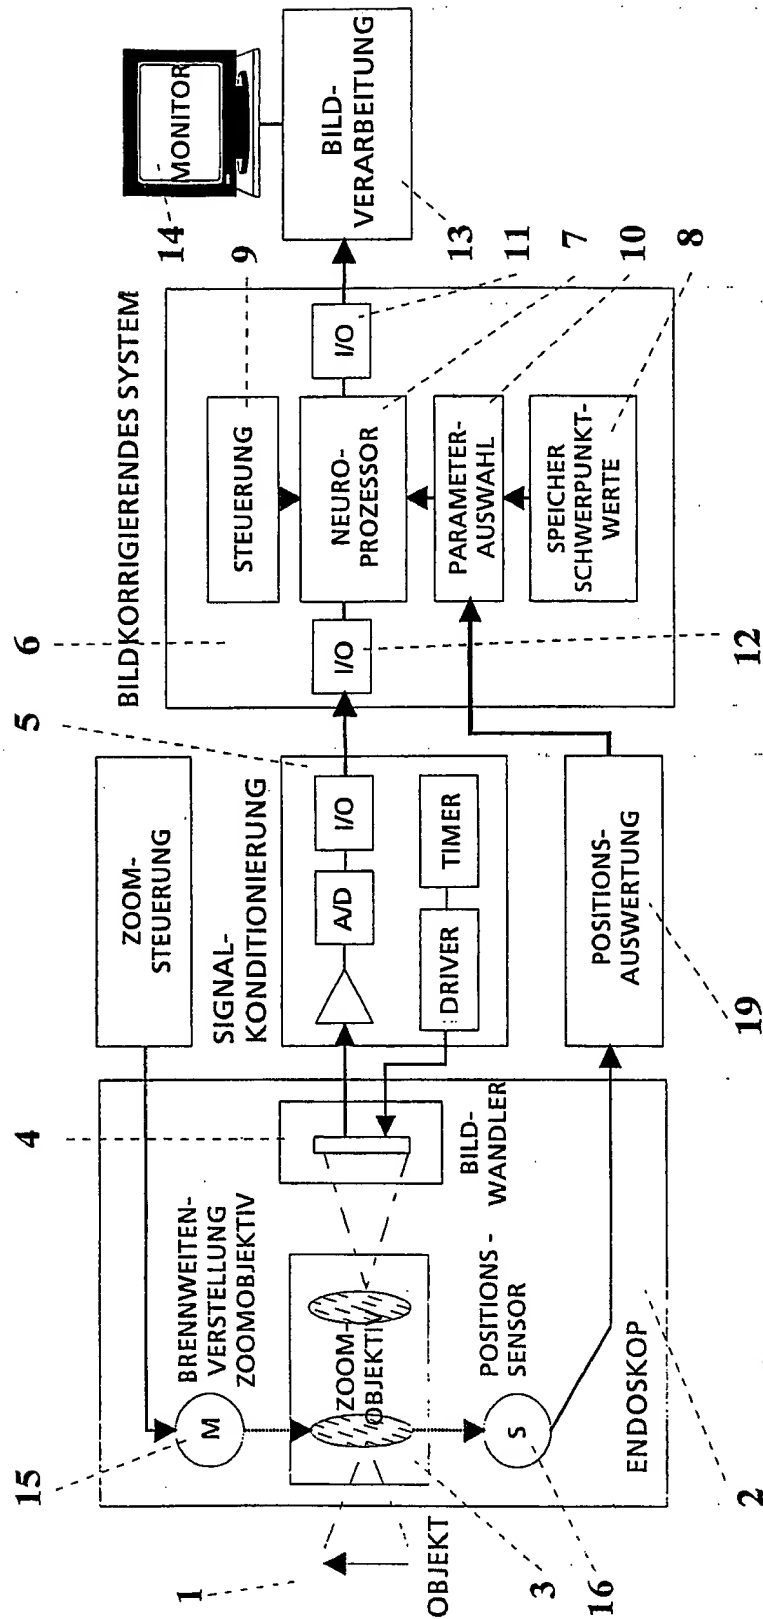 14
MONITOR
BILD-
VERARBEITUNG
13
BILDKORRIGIERENDES SYSTEM
6
9
STEUERUNG
I/O
NEURO-
PROZESSOR
I/O
PARAMETER-
AUSWAHL
SPEICHER
SCHWERPUNKT-
WERTE
11
7
10
8
12
5
ZOOM-
STEUERUNG
SIGNAL-
KONDITIONIERUNG
A/D
I/O
DRIVER
TIMER
POSITIONS-
AUSWERTUNG
19
4
BRENNWEITEN-
VERSTELLUNG
ZOOMOBJEKTIV
15
M
ZOOM-
OBJEKTIV
BILD-
WANDLER
POSITIONS-
SENSOR
S
ENDOSKOP
1
OBJEKT
3
16
2